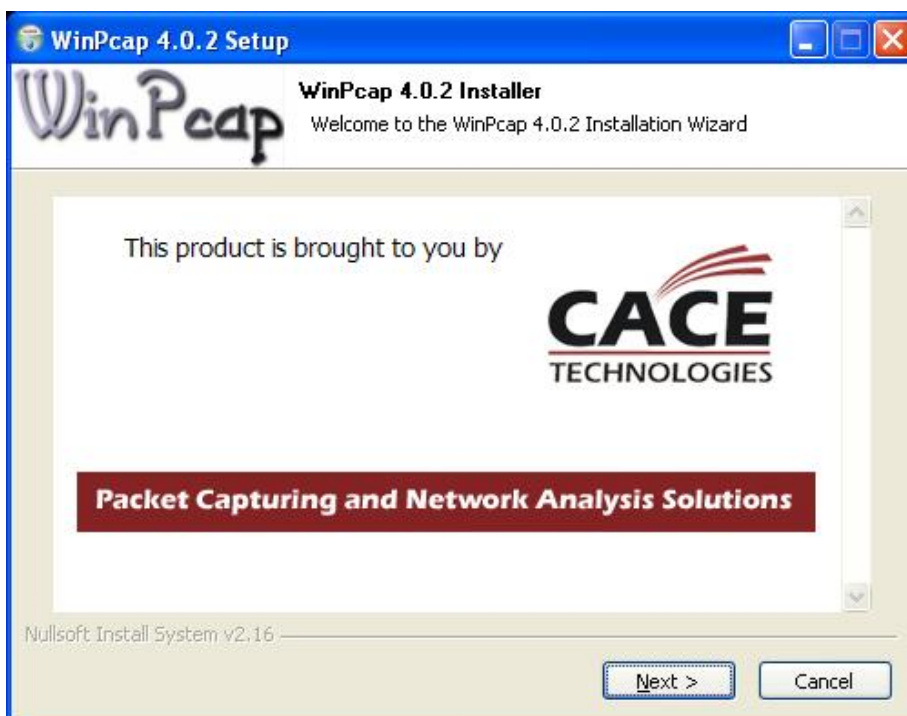 WinPcap 4.0.2 Setup
WinPcap
WinPcap 4.0.2 Installer
Welcome to the WinPcap 4.0.2 Installation Wizard
This product is brought to you by
CACE
TECHNOLOGIES
Packet Capturing and Network Analysis Solutions
Nullsoft Install System v2.16
Next >
Cancel